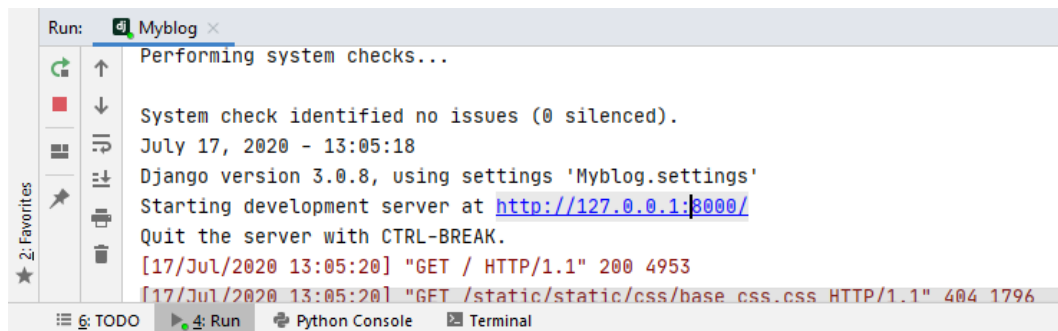 Run: Myblog
Performing system checks...
System check identified no issues (0 silenced).
July 17, 2020 - 13:05:18
Django version 3.0.8, using settings 'Myblog.settings'
Starting development server at http://127.0.0.1:8000/
Quit the server with CTRL-BREAK.
[17/Jul/2020 13:05:20] "GET / HTTP/1.1" 200 4953
[17/Jul/2020 13:05:20] "GET /static/static/css/base_css.css HTTP/1.1" 404 1796
2: Favorites
6: TODO 4: Run Python Console Terminal